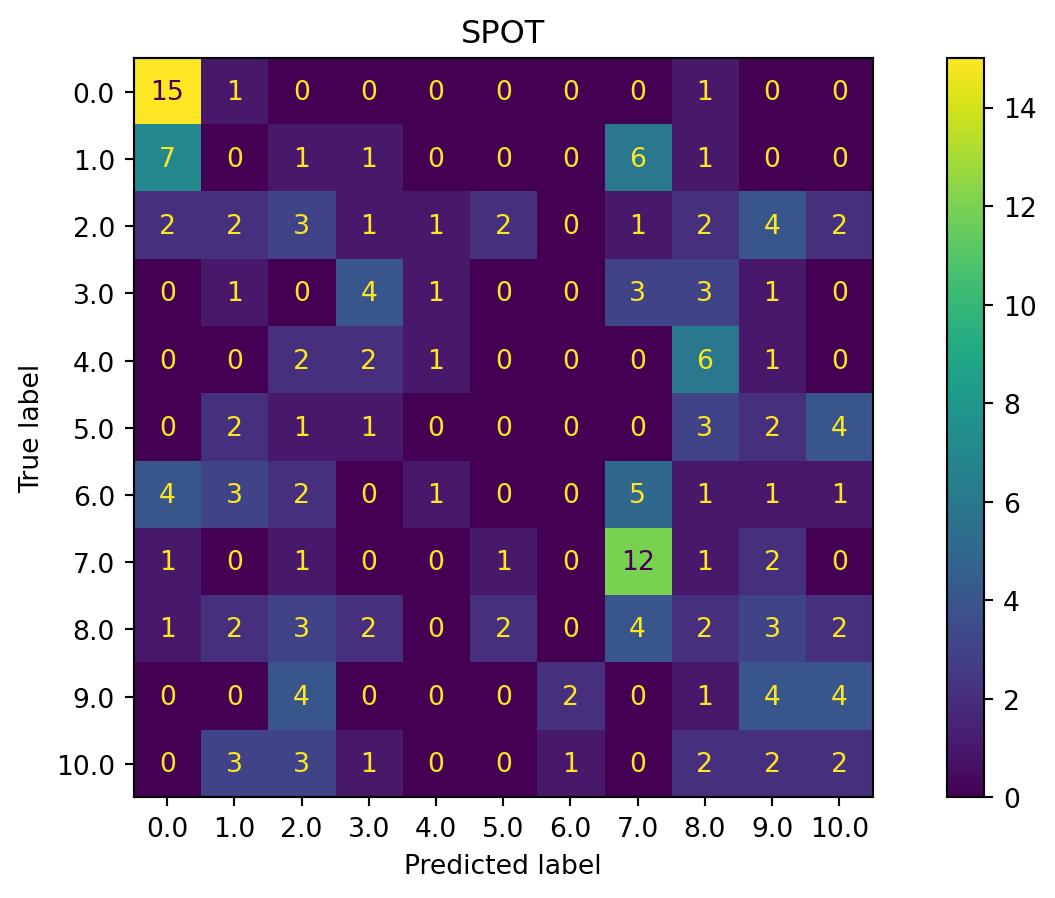 SPOT
0.0 15 1 0 0 0 0 0 0 1 0 0
1.0 7 0 1 1 0 0 0 6 1 0 0
2.0 2 2 3 1 1 2 0 1 2 4 2
3.0 0 1 0 4 1 0 0 3 3 1 0
4.0 0 0 2 2 1 0 0 0 6 1 0
5.0 0 2 1 1 0 0 0 0 3 2 4
6.0 4 3 2 0 1 0 0 5 1 1 1
7.0 1 0 1 0 0 1 0 12 1 2 0
8.0 1 2 3 2 0 2 0 4 2 3 2
9.0 0 0 4 0 0 0 2 0 1 4 4
10.0 0 3 3 1 0 0 1 0 2 2 2
0.0 1.0 2.0 3.0 4.0 5.0 6.0 7.0 8.0 9.0 10.0
Predicted label
True label
14
12
10
8
6
4
2
0